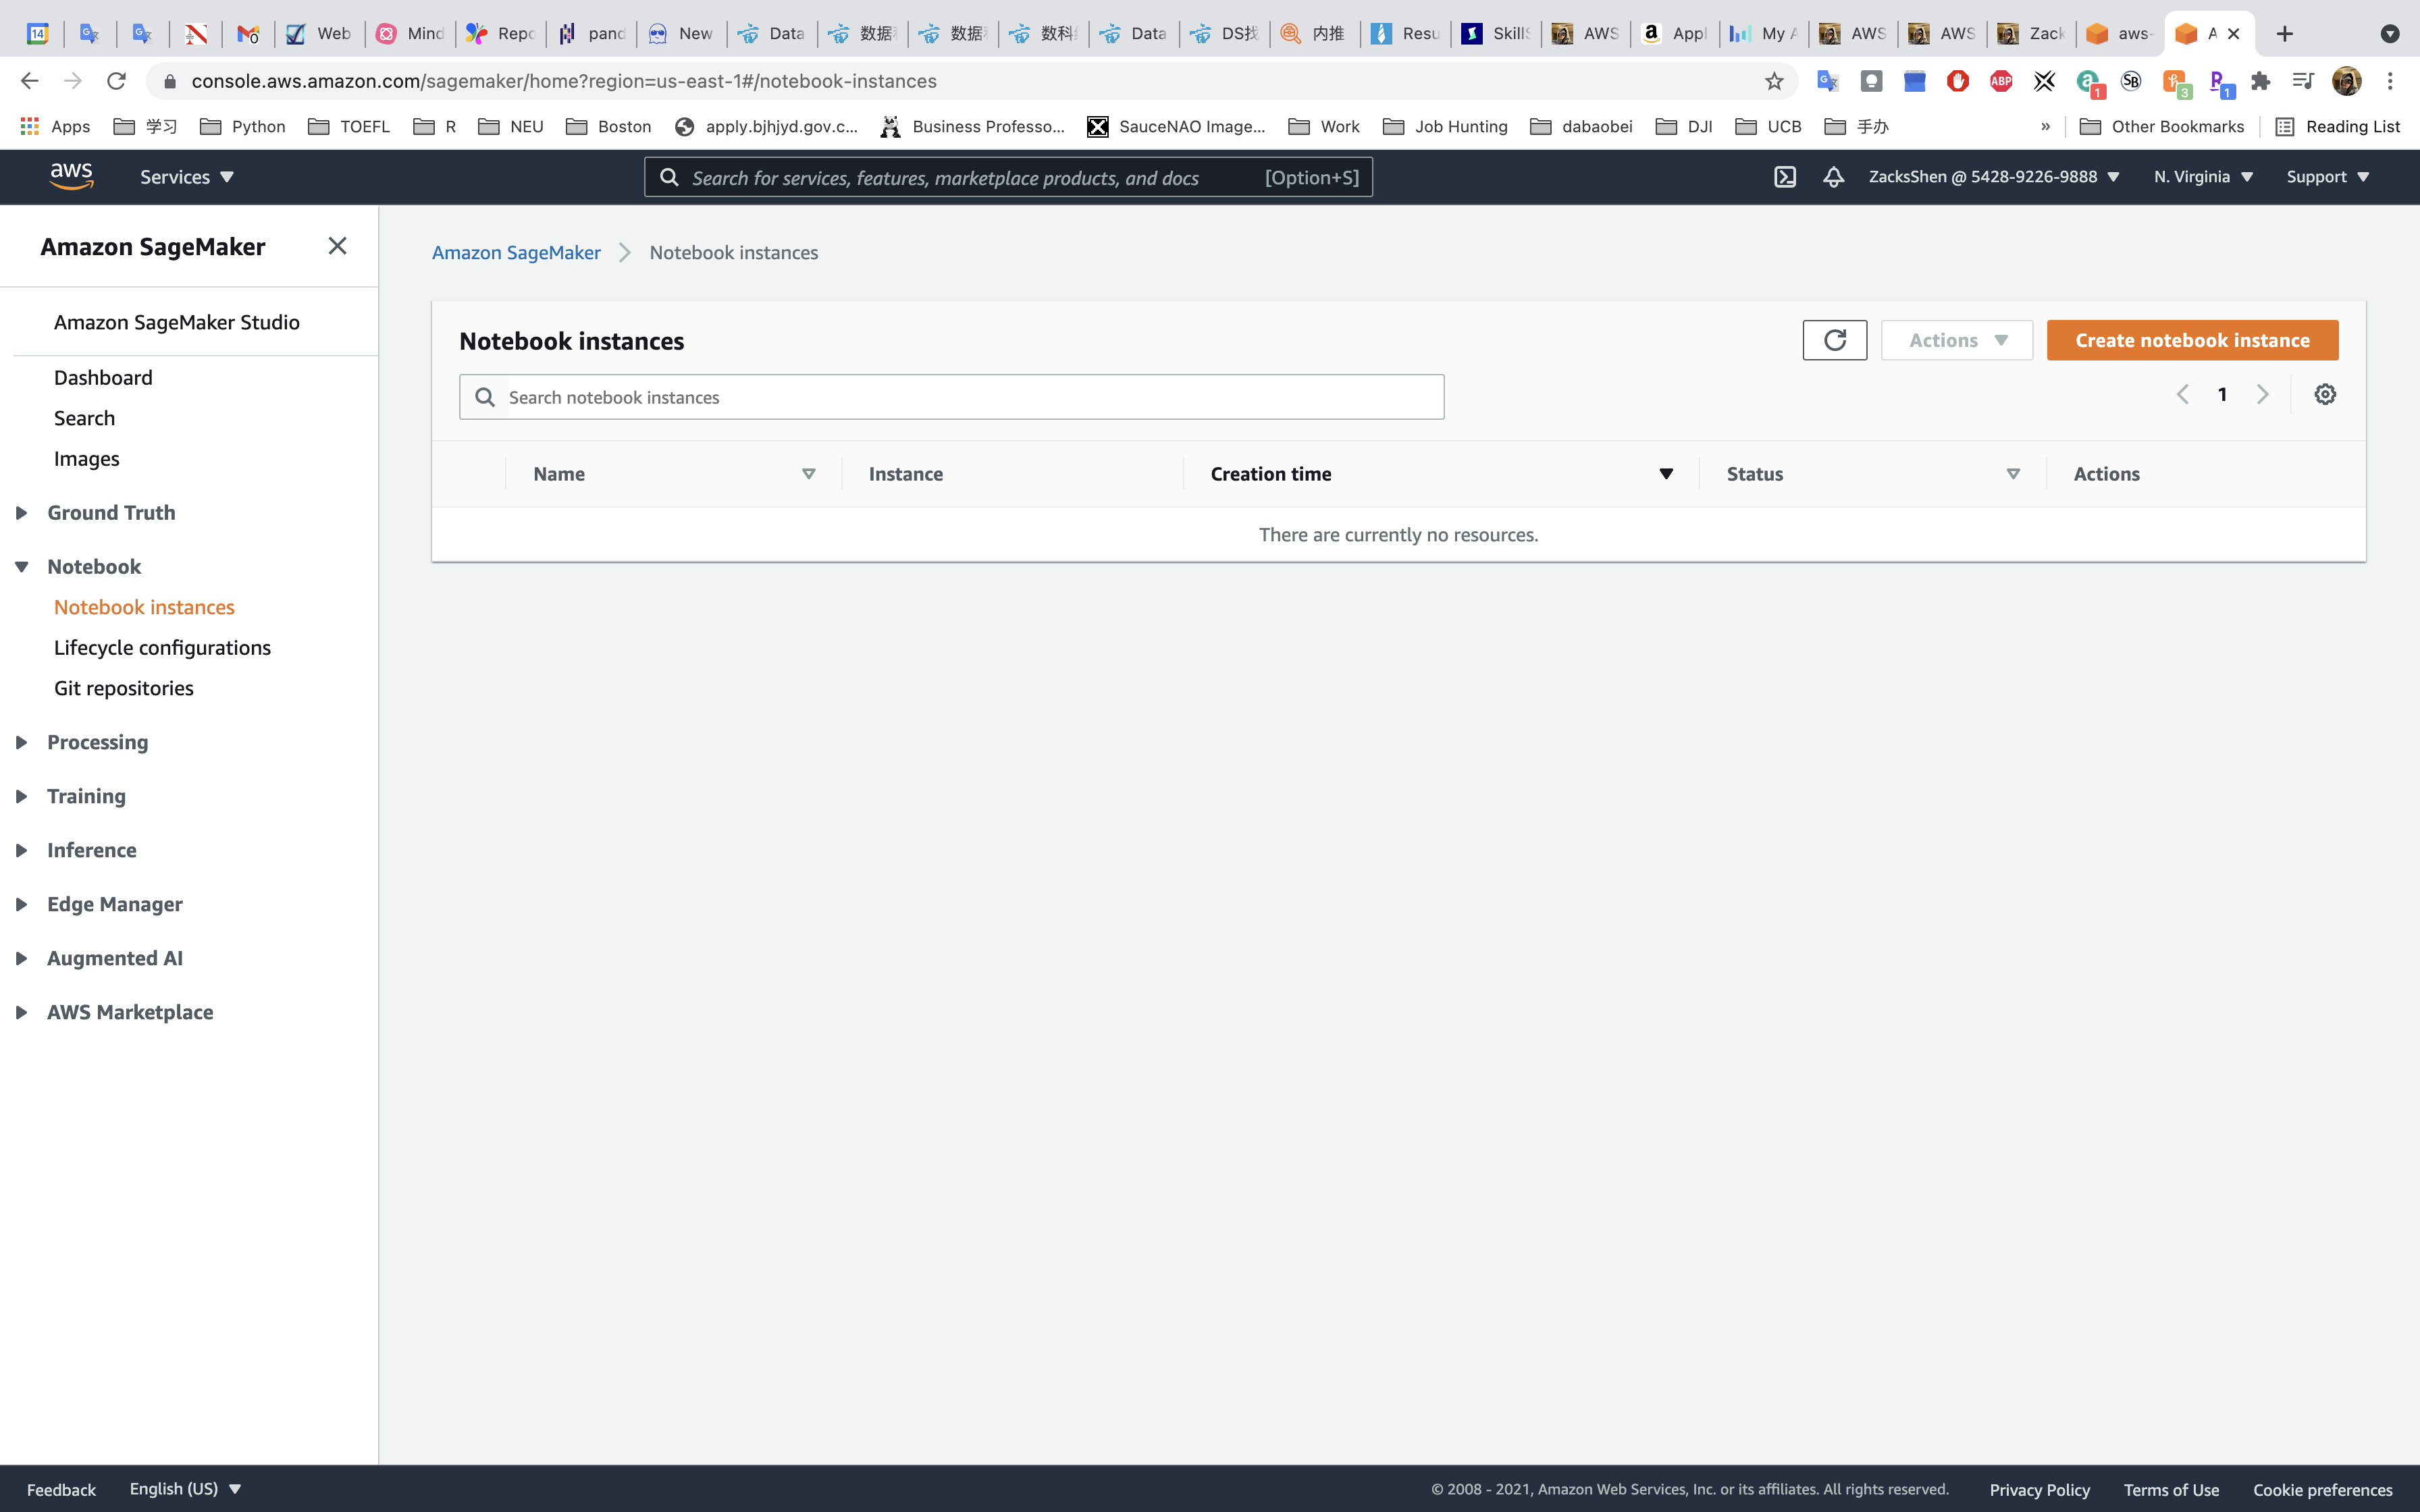 14 Web Mind Repo pand New Data 数据 数据 数科 Data DS找 内推 Resu Skill AWS Appl My AWS AWS Zack aws-
console.aws.amazon.com/sagemaker/home?region=us-east-1#/notebook-instances ABP 1 SB 3 1
Apps 学习 Python TOEFL R NEU Boston apply.bjhjyd.gov.c... Business Professo... SauceNAO Image... Work Job Hunting dabaobei DJI UCB 手办 » Other Bookmarks Reading List
aws Services Search for services, features, marketplace products, and docs [Option+S] ZacksShen @ 5428-9226-9888 N. Virginia Support
Amazon SageMaker
Amazon SageMaker Studio
Dashboard
Search
Images
Ground Truth
Notebook
Notebook instances
Lifecycle configurations
Git repositories
Processing
Training
Inference
Edge Manager
Augmented AI
AWS Marketplace
Amazon SageMaker Notebook instances
Notebook instances Actions Create notebook instance
Search notebook instances 1
Name Instance Creation time Status Actions
There are currently no resources.
Feedback English (US) © 2008 - 2021, Amazon Web Services, Inc. or its affiliates. All rights reserved. Privacy Policy Terms of Use Cookie preferences